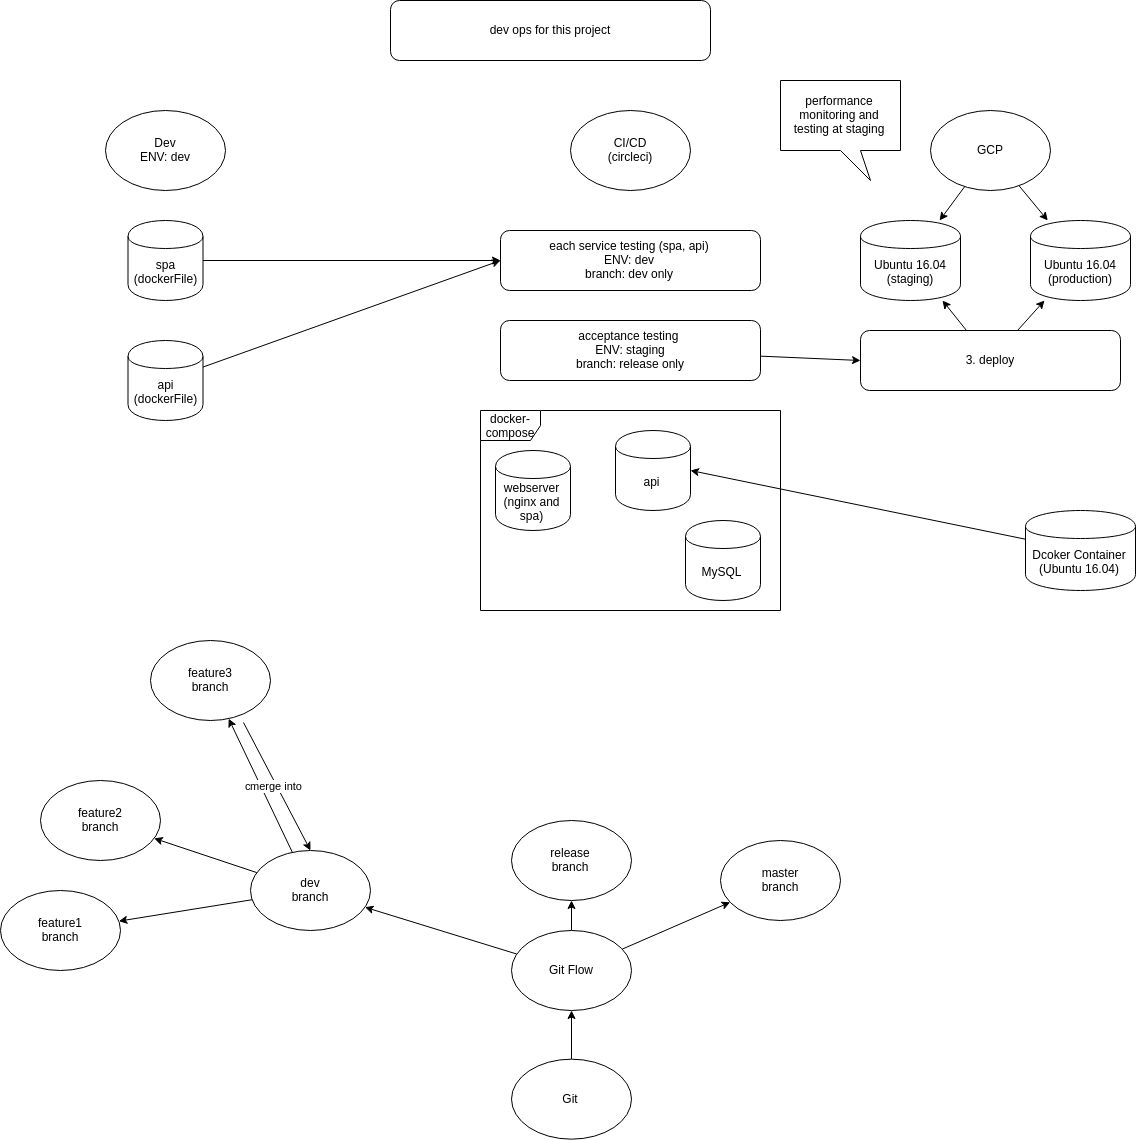 dev ops for this project
Dev
ENV: dev
CI/CD
(circleci)
performance
monitoring and
testing at staging
GCP
spa
(dockerFile)
each service testing (spa, api)
ENV: dev
branch: dev only
Ubuntu 16.04
(staging)
Ubuntu 16.04
(production)
api
(dockerFile)
acceptance testing
ENV: staging
branch: release only
3. deploy
docker-
compose
webserver
(nginx and
spa)
api
MySQL
Dcoker Container
(Ubuntu 16.04)
feature3
branch
cmerge into
feature2
branch
dev
branch
feature1
branch
release
branch
master
branch
Git Flow
Git